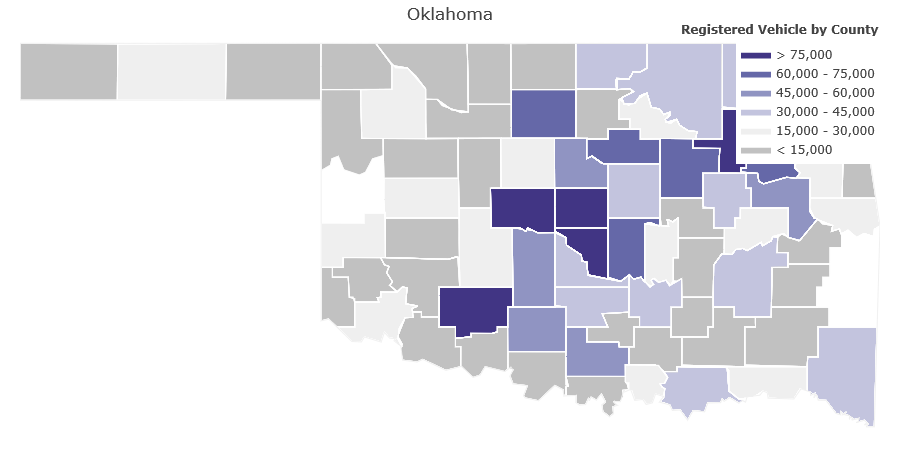 Oklahoma
Registered Vehicle by County
> 75,000
60,000 - 75,000
45,000 - 60,000
30,000 - 45,000
15,000 - 30,000
< 15,000